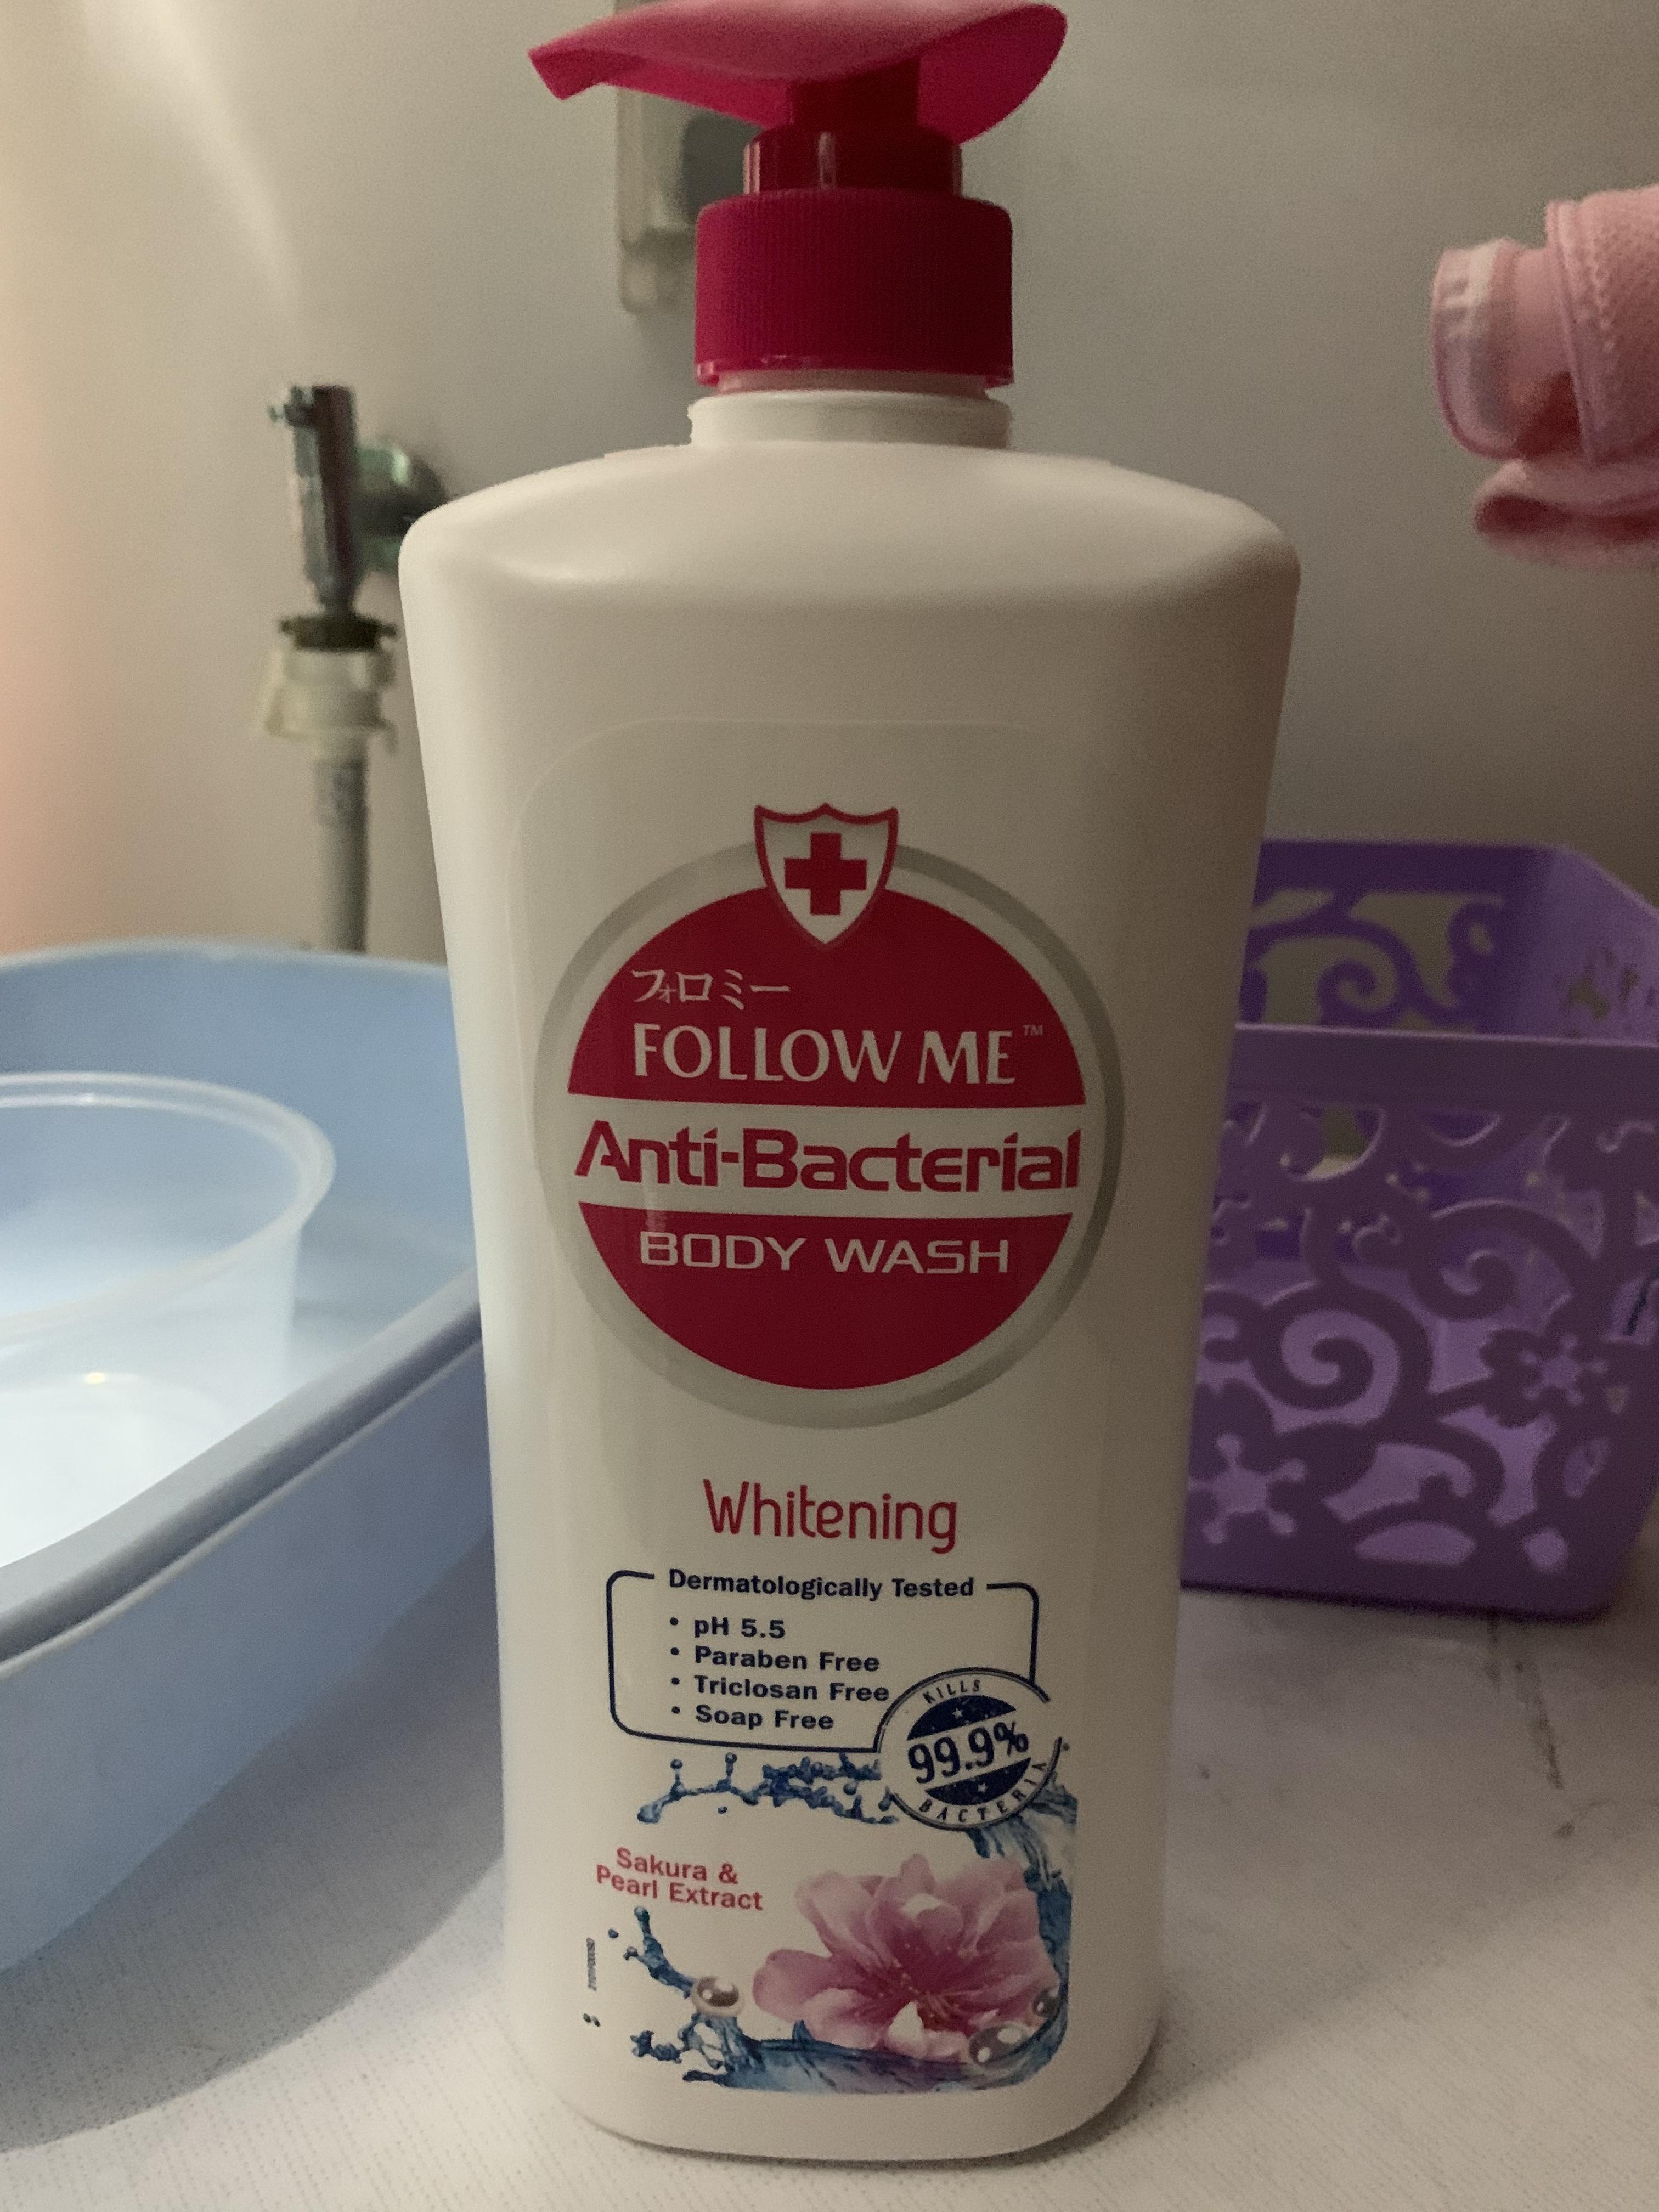 フォロミー
FOLLOW ME™
Anti-Bacterial
BODY WASH
Whitening
Dermatologically Tested
• pH 5.5
• Paraben Free
• Triclosan Free
• Soap Free
KILLS
99.9%
BACTERIA
Sakura &
Pearl Extract